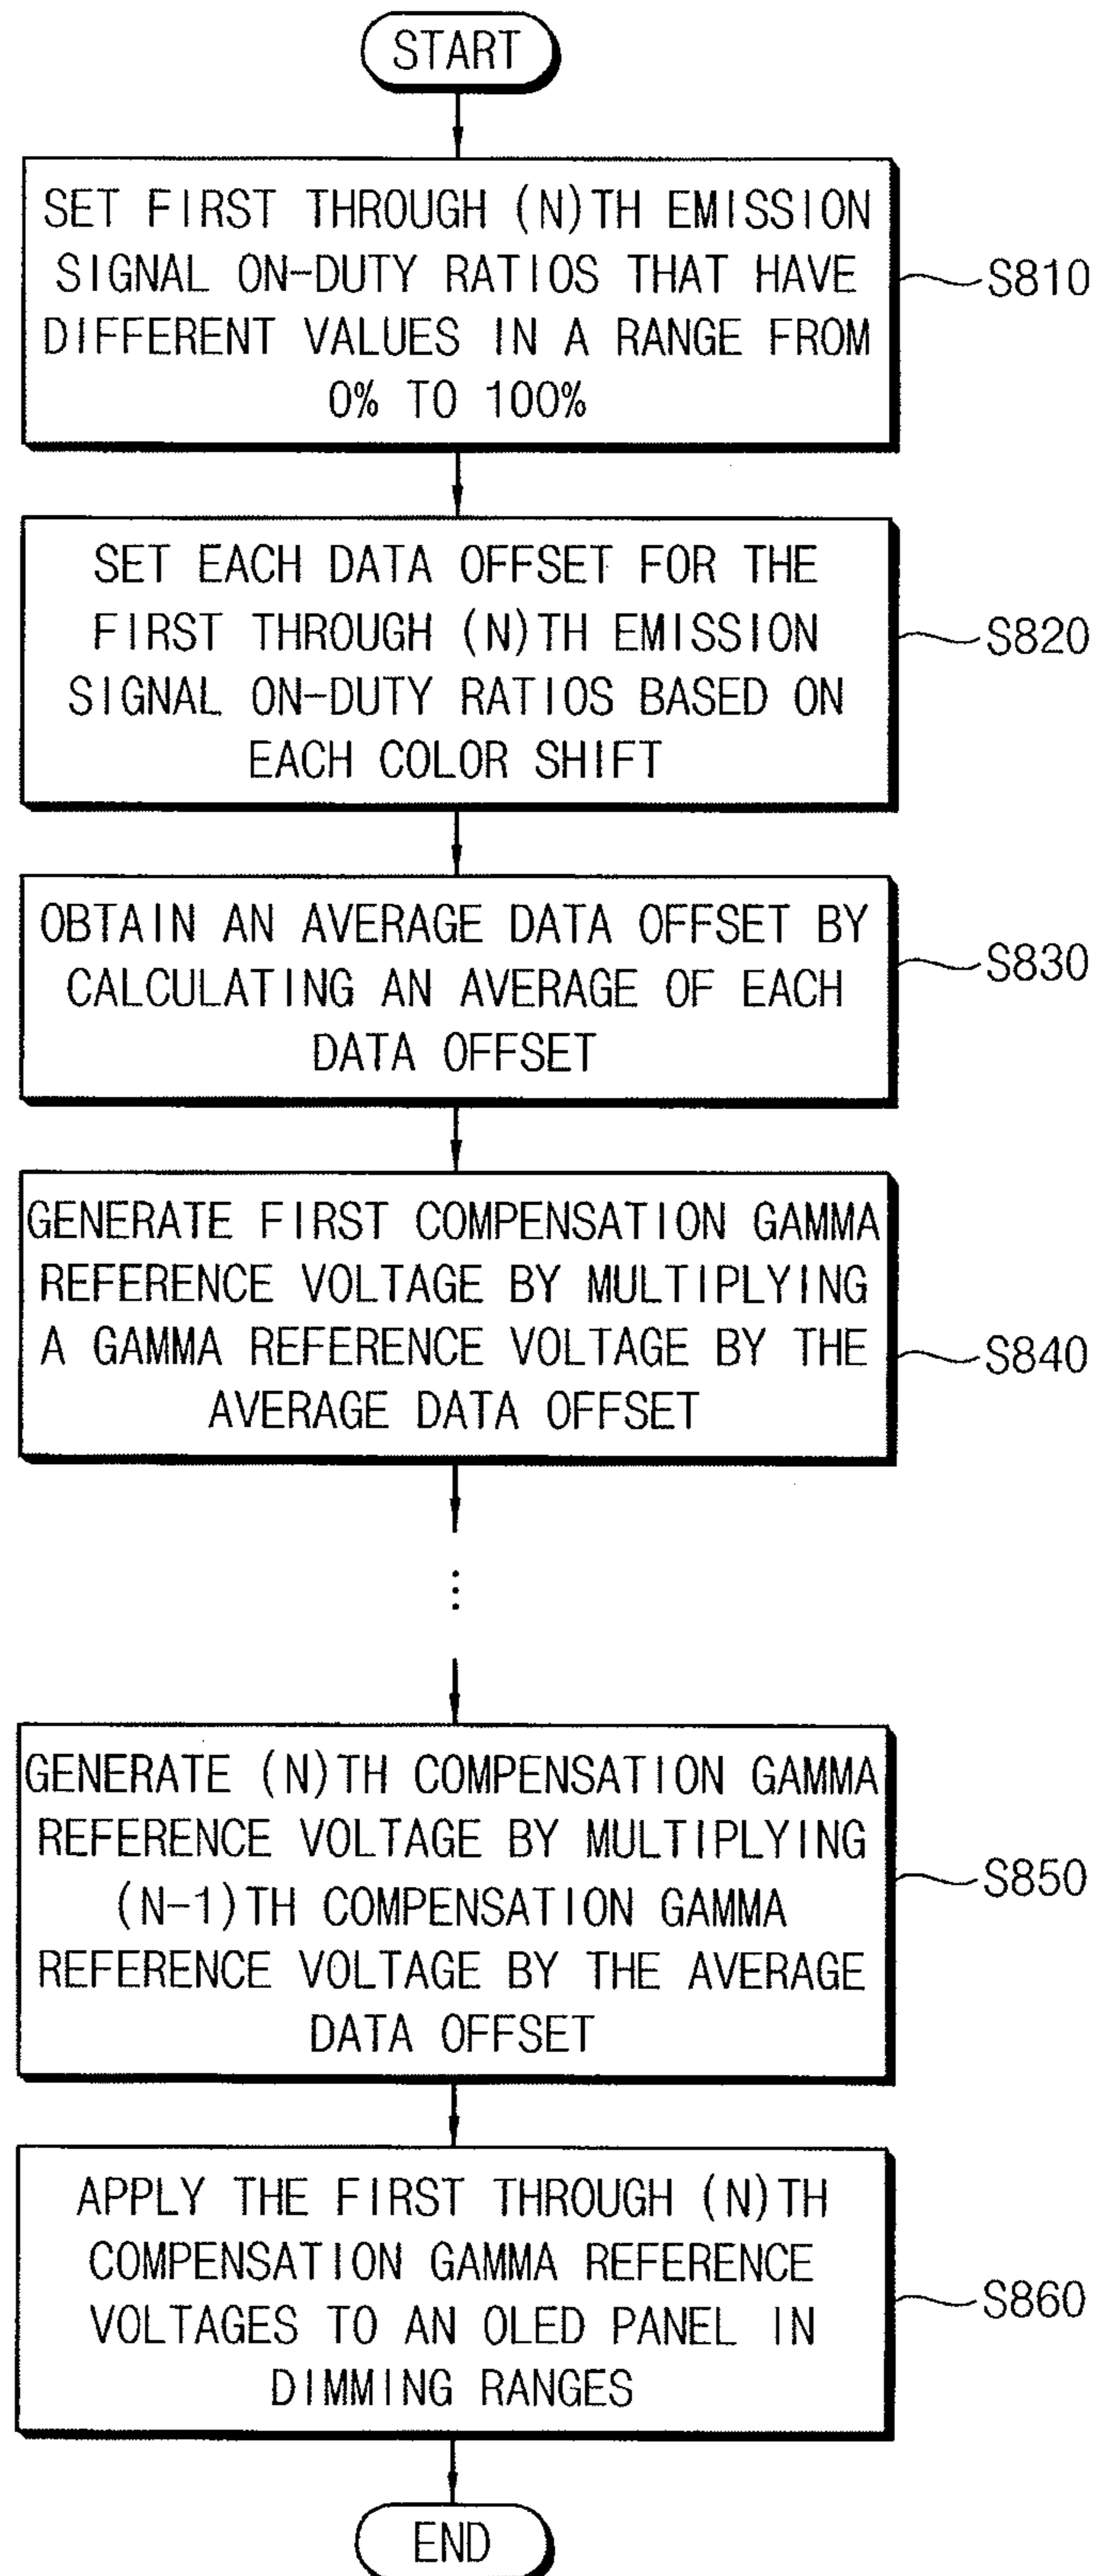 START
SET FIRST THROUGH (N)TH EMISSION
SIGNAL ON-DUTY RATIOS THAT HAVE
DIFFERENT VALUES IN A RANGE FROM
0% TO 100%
S810
SET EACH DATA OFFSET FOR THE
FIRST THROUGH (N)TH EMISSION
SIGNAL ON-DUTY RATIOS BASED ON
EACH COLOR SHIFT
S820
OBTAIN AN AVERAGE DATA OFFSET BY
CALCULATING AN AVERAGE OF EACH
DATA OFFSET
S830
GENERATE FIRST COMPENSATION GAMMA
REFERENCE VOLTAGE BY MULTIPLYING
A GAMMA REFERENCE VOLTAGE BY THE
AVERAGE DATA OFFSET
S840
⋮
GENERATE (N)TH COMPENSATION GAMMA
REFERENCE VOLTAGE BY MULTIPLYING
(N-1)TH COMPENSATION GAMMA
REFERENCE VOLTAGE BY THE AVERAGE
DATA OFFSET
S850
APPLY THE FIRST THROUGH (N)TH
COMPENSATION GAMMA REFERENCE
VOLTAGES TO AN OLED PANEL IN
DIMMING RANGES
S860
END